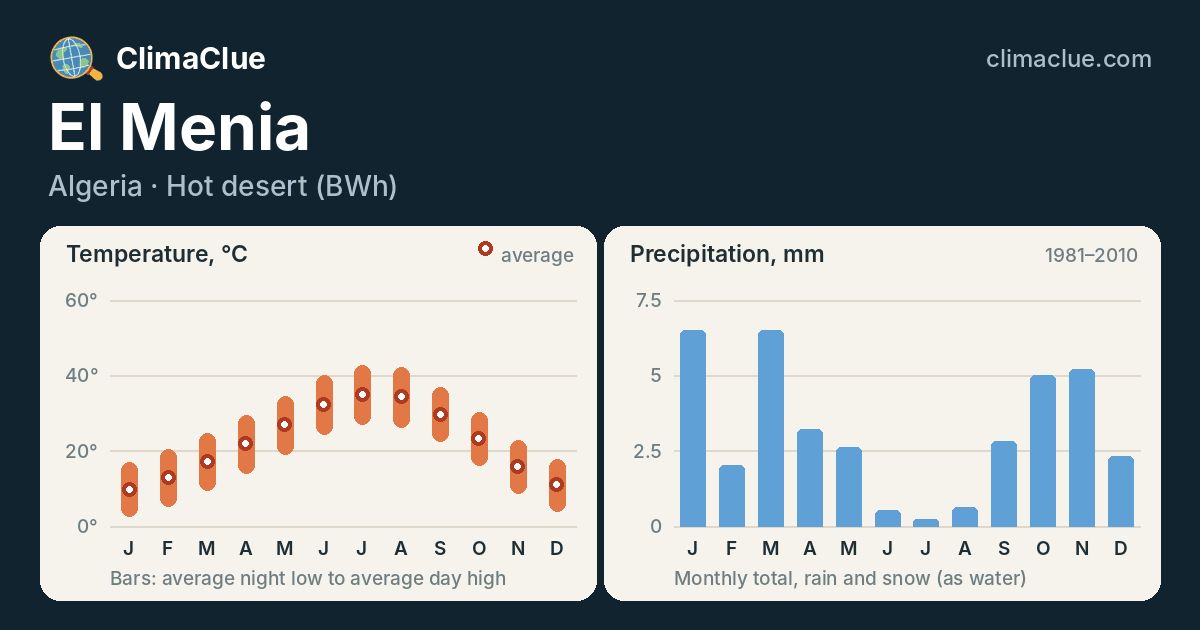 ClimaClue
climaclue.com
El Menia
Algeria · Hot desert (BWh)
Temperature, °C
average
60°
40°
20°
0°
J F M A M J J A S O N D
Bars: average night low to average day high
Precipitation, mm
1981–2010
7.5
5
2.5
0
J F M A M J J A S O N D
Monthly total, rain and snow (as water)